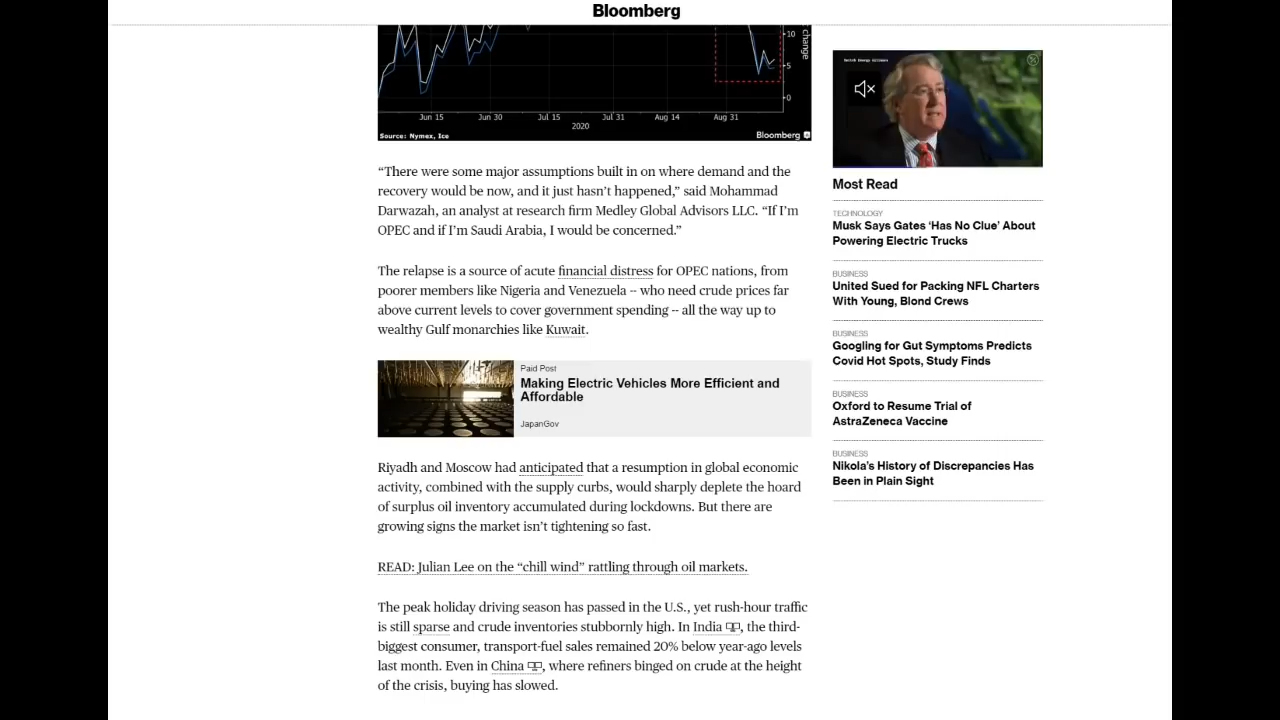 Bloomberg
10
change
5
0
Jun 15
Jun 30
Jul 15
Jul 31
Aug 14
Aug 31
2020
Source: Nymex, Ice
Bloomberg
“There were some major assumptions built in on where demand and the
recovery would be now, and it just hasn’t happened,” said Mohammad
Darwazah, an analyst at research firm Medley Global Advisors LLC. “If I’m
OPEC and if I’m Saudi Arabia, I would be concerned.”
The relapse is a source of acute financial distress for OPEC nations, from
poorer members like Nigeria and Venezuela -- who need crude prices far
above current levels to cover government spending -- all the way up to
wealthy Gulf monarchies like Kuwait.
Paid Post
Making Electric Vehicles More Efficient and
Affordable
JapanGov
Riyadh and Moscow had anticipated that a resumption in global economic
activity, combined with the supply curbs, would sharply deplete the hoard
of surplus oil inventory accumulated during lockdowns. But there are
growing signs the market isn’t tightening so fast.
READ: Julian Lee on the “chill wind” rattling through oil markets.
The peak holiday driving season has passed in the U.S., yet rush-hour traffic
is still sparse and crude inventories stubbornly high. In India, the third-
biggest consumer, transport-fuel sales remained 20% below year-ago levels
last month. Even in China, where refiners binged on crude at the height
of the crisis, buying has slowed.
Most Read
TECHNOLOGY
Musk Says Gates ‘Has No Clue’ About
Powering Electric Trucks
BUSINESS
United Sued for Packing NFL Charters
With Young, Blond Crews
BUSINESS
Googling for Gut Symptoms Predicts
Covid Hot Spots, Study Finds
BUSINESS
Oxford to Resume Trial of
AstraZeneca Vaccine
BUSINESS
Nikola’s History of Discrepancies Has
Been in Plain Sight